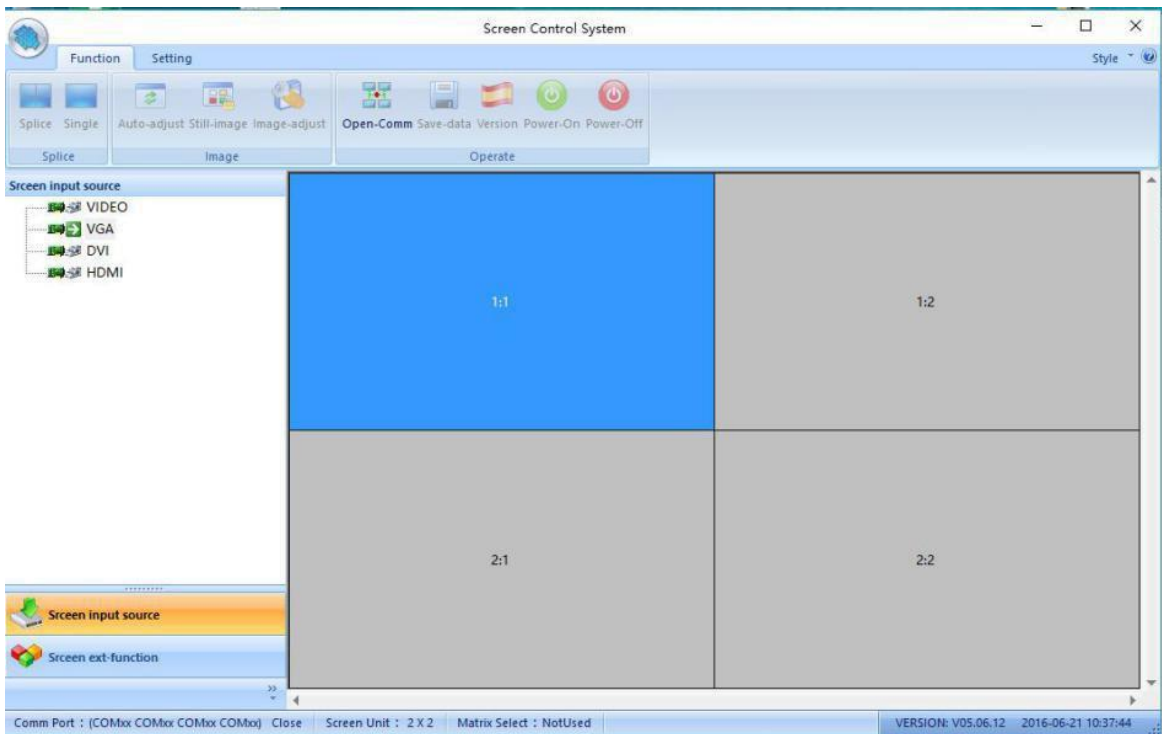 Screen Control System
Function Setting Style
Splice Single Auto-adjust Still-image Image-adjust Open-Comm Save-data Version Power-On Power-Off
Splice Image Operate
Srceen input source
VIDEO
VGA
DVI
HDMI
1:1 1:2
2:1 2:2
Srceen input source
Srceen ext-function
Comm Port : (COMxx COMxx COMxx COMxx) Close Screen Unit : 2 X 2 Matrix Select : NotUsed VERSION: V05.06.12 2016-06-21 10:37:44